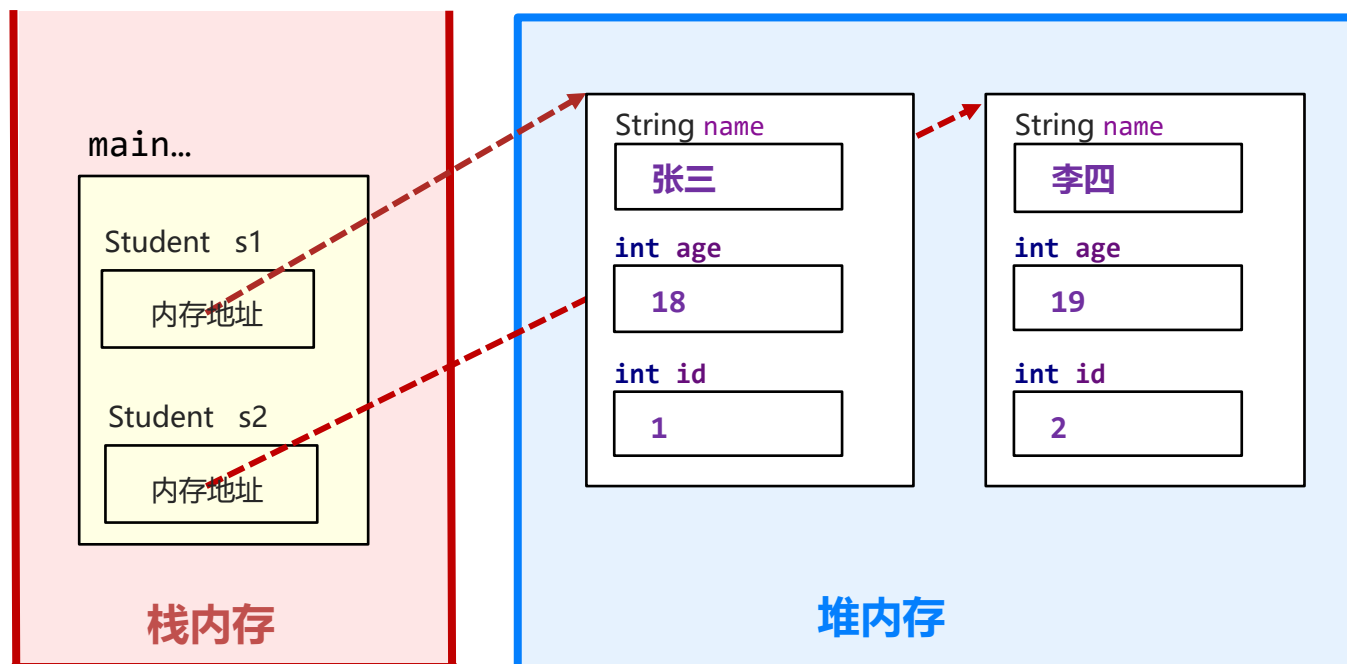 main…
Student s1
内存地址
Student s2
内存地址
栈内存
String name
张三
int age
18
int id
1
String name
李四
int age
19
int id
2
堆内存